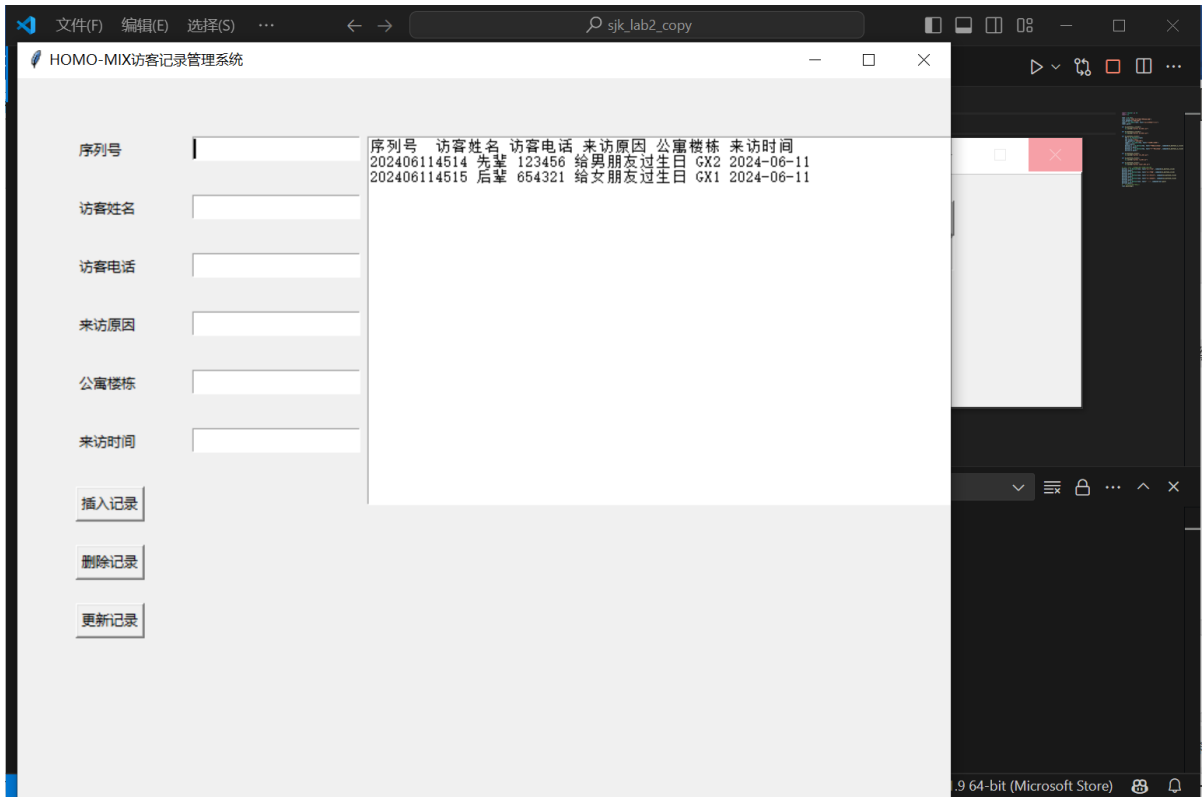 文件(F) 编辑(E) 选择(S) ··· sjk_lab2_copy
HOMO-MIX访客记录管理系统
序列号
访客姓名
访客电话
来访原因
公寓楼栋
来访时间
插入记录
删除记录
更新记录
序列号 访客姓名 访客电话 来访原因 公寓楼栋 来访时间
202406114514 先辈 123456 给男朋友过生日 GX2 2024-06-11
202406114515 后辈 654321 给女朋友过生日 GX1 2024-06-11
.9 64-bit (Microsoft Store)